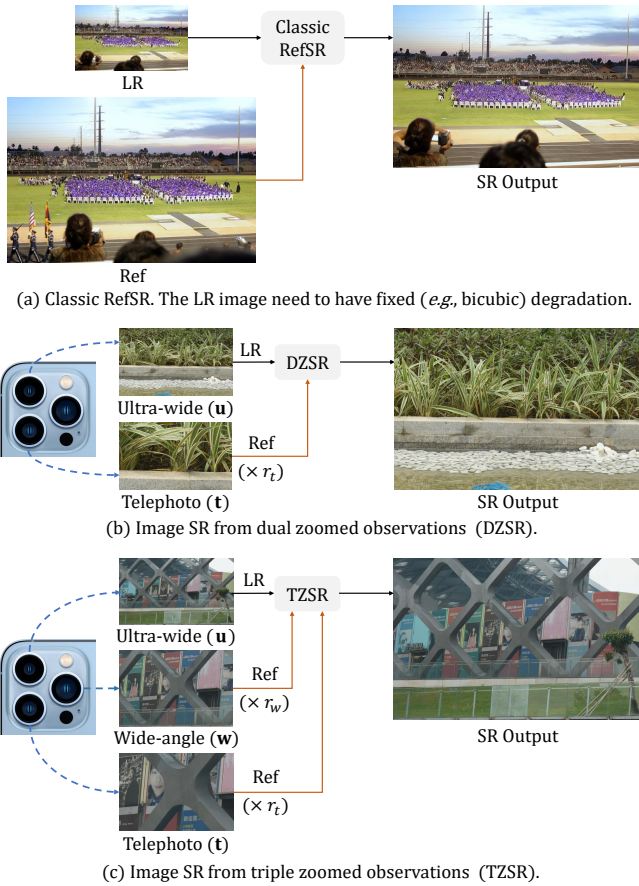 LR
Classic
RefSR
SR Output
Ref
(a) Classic RefSR. The LR image need to have fixed (e.g., bicubic) degradation.
LR
DZSR
Ultra-wide (u)
Ref
(× r_t)
Telephoto (t)
SR Output
(b) Image SR from dual zoomed observations (DZSR).
LR
TZSR
Ultra-wide (u)
Ref
(× r_w)
Wide-angle (w)
SR Output
Ref
(× r_t)
Telephoto (t)
(c) Image SR from triple zoomed observations (TZSR).